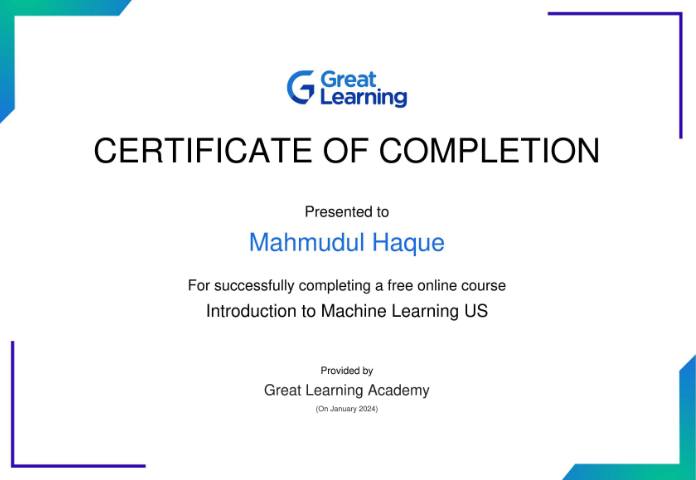 Great
Learning
CERTIFICATE OF COMPLETION
Presented to
Mahmudul Haque
For successfully completing a free online course
Introduction to Machine Learning US
Provided by
Great Learning Academy
(On January 2024)